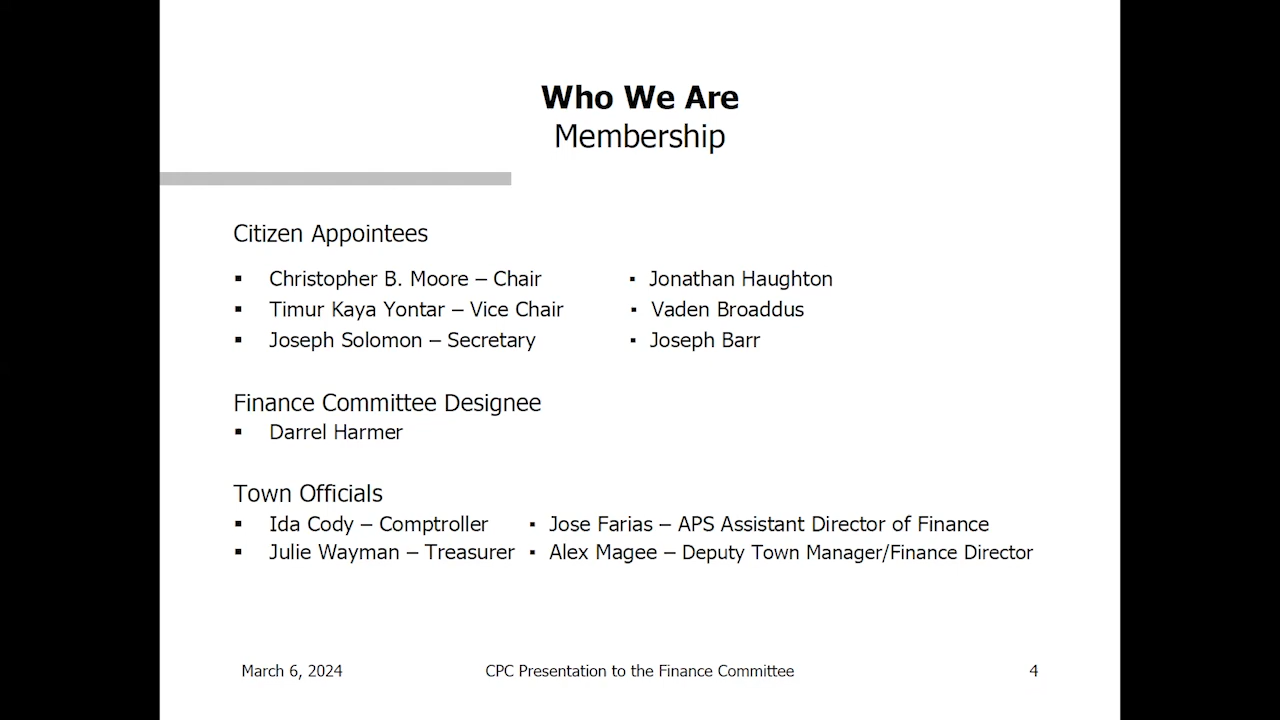 Who We Are
Membership
Citizen Appointees
▪ Christopher B. Moore – Chair
▪ Timur Kaya Yontar – Vice Chair
▪ Joseph Solomon – Secretary
▪ Jonathan Haughton
▪ Vaden Broaddus
▪ Joseph Barr
Finance Committee Designee
▪ Darrel Harmer
Town Officials
▪ Ida Cody – Comptroller
▪ Julie Wayman – Treasurer
▪ Jose Farias – APS Assistant Director of Finance
▪ Alex Magee – Deputy Town Manager/Finance Director
March 6, 2024
CPC Presentation to the Finance Committee
4